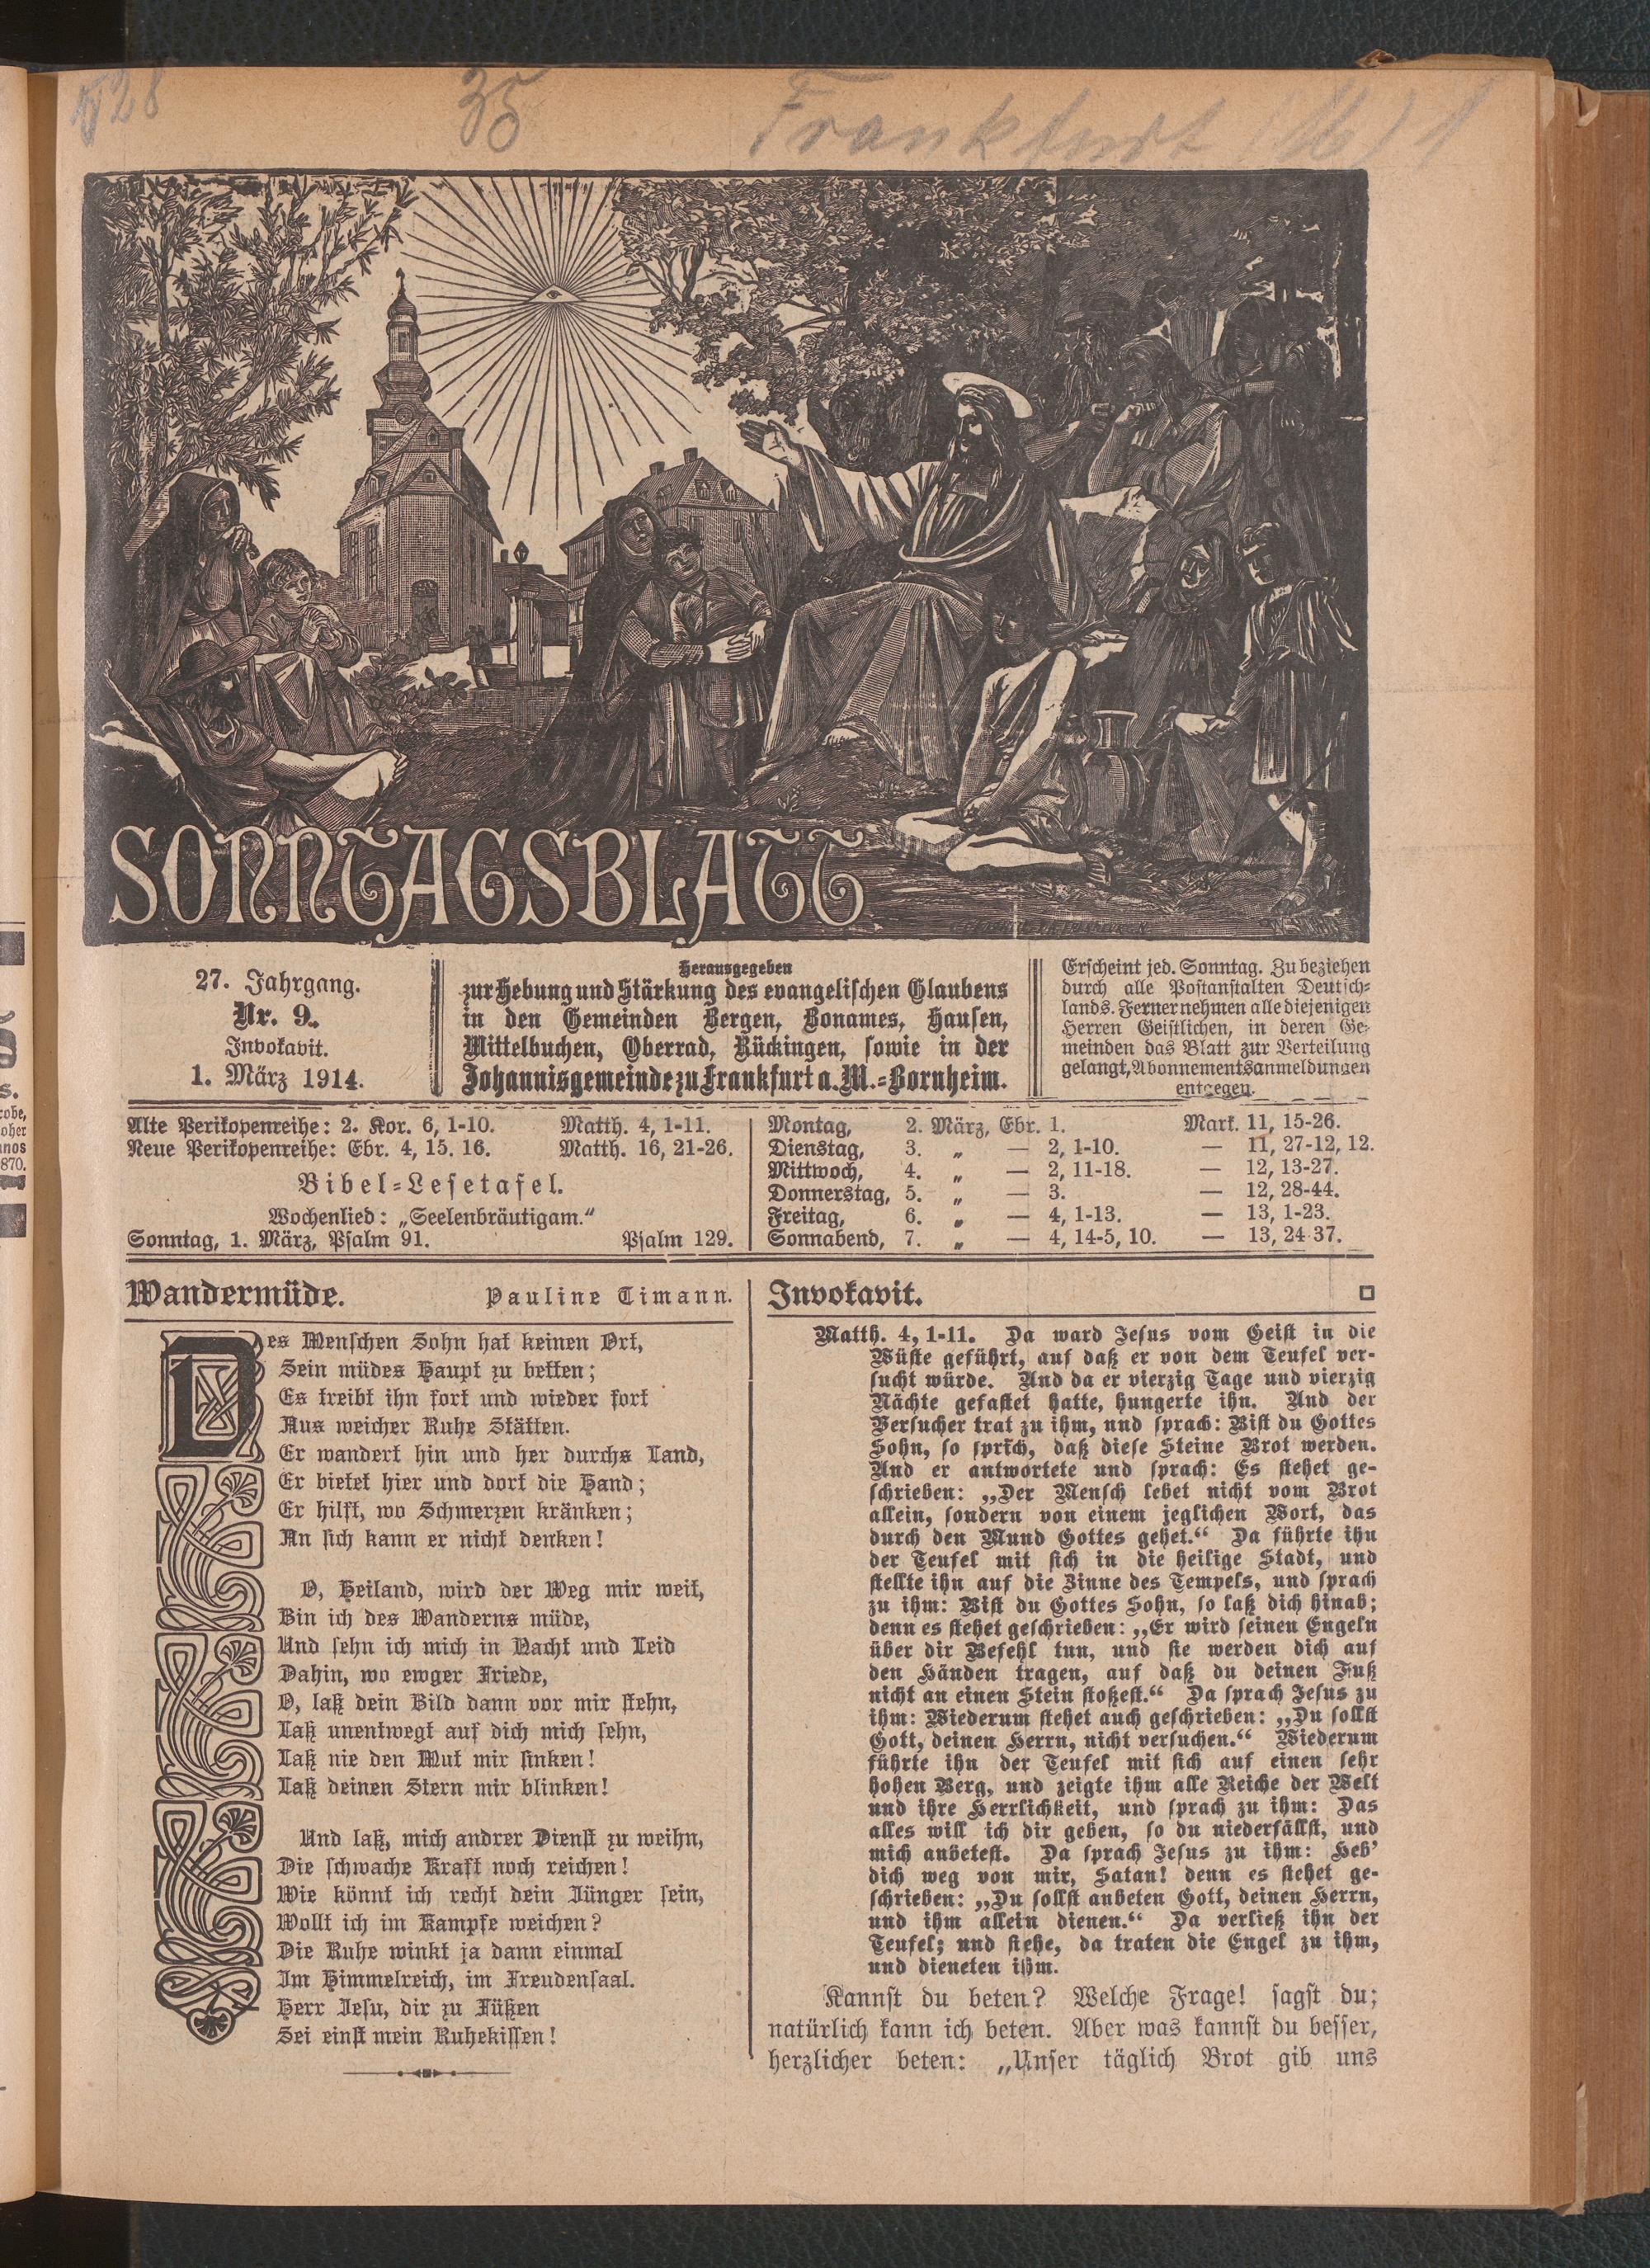 528
35
Frankfurt (M) 1
SONNTAGSBLATT
27. Jahrgang.
Nr. 9.
Invokavit.
1. März 1914.
Herausgegeben
zur Hebung und Stärkung des evangelischen Glaubens
in den Gemeinden Bergen, Bonames, Hausen,
Mittelbuchen, Oberrad, Rückingen, sowie in der
Johannisgemeinde zu Frankfurt a. M.-Bornheim.
Erscheint jed. Sonntag. Zu beziehen
durch alle Postanstalten Deutsch-
lands. Ferner nehmen alle diejenigen
Herren Geistlichen, in deren Ge-
meinden das Blatt zur Verteilung
gelangt, Abonnementsanmeldungen
entgegen.
Alte Perikopenreihe: 2. Kor. 6, 1-10. Matth. 4, 1-11.
Neue Perikopenreihe: Ebr. 4, 15. 16. Matth. 16, 21-26.
Bibel-Lesetafel.
Wochenlied: „Seelenbräutigam.“
Sonntag, 1. März, Psalm 91. Psalm 129.
Montag, 2. März, Ebr. 1. Mark. 11, 15-26.
Dienstag, 3. „ — 2, 1-10. — 11, 27-12, 12.
Mittwoch, 4. „ — 2, 11-18. — 12, 13-27.
Donnerstag, 5. „ — 3. — 12, 28-44.
Freitag, 6. „ — 4, 1-13. — 13, 1-23.
Sonnabend, 7. „ — 4, 14-5, 10. — 13, 24-37.
Wandermüde. Pauline Timann.
Des Menschen Sohn hat keinen Ort,
Sein müdes Haupt zu betten;
Es treibt ihn fort und wieder fort
Aus weicher Ruhe Stätten.
Er wandert hin und her durchs Land,
Er bietet hier und dort die Hand;
Er hilft, wo Schmerzen kränken;
An sich kann er nicht denken!
O, Heiland, wird der Weg mir weit,
Bin ich des Wanderns müde,
Und sehn ich mich in Nacht und Leid
Dahin, wo ewger Friede,
O, laß dein Bild dann vor mir stehn,
Laß unentwegt auf dich mich sehn,
Laß nie den Mut mir sinken!
Laß deinen Stern mir blinken!
Und laß, mich andrer Dienst zu weihn,
Die schwache Kraft noch reichen!
Wie könnt ich recht dein Jünger sein,
Wollt ich im Kampfe weichen?
Die Ruhe winkt ja dann einmal
Im Himmelreich, im Freudensaal.
Herr Jesu, dir zu Füßen
Sei einst mein Ruhekissen!
Invokavit.
Matth. 4, 1-11. Da ward Jesus vom Geist in die
Wüste geführt, auf daß er von dem Teufel ver-
sucht würde. Und da er vierzig Tage und vierzig
Nächte gefastet hatte, hungerte ihn. Und der
Versucher trat zu ihm, und sprach: Bist du Gottes
Sohn, so sprich, daß diese Steine Brot werden.
Und er antwortete und sprach: Es stehet ge-
schrieben: „Der Mensch lebet nicht vom Brot
allein, sondern von einem jeglichen Wort, das
durch den Mund Gottes gehet.“ Da führte ihn
der Teufel mit sich in die heilige Stadt, und
stellte ihn auf die Zinne des Tempels, und sprach
zu ihm: Bist du Gottes Sohn, so laß dich hinab;
denn es stehet geschrieben: „Er wird seinen Engeln
über dir Befehl tun, und sie werden dich auf
den Händen tragen, auf daß du deinen Fuß
nicht an einen Stein stoßest.“ Da sprach Jesus zu
ihm: Wiederum stehet auch geschrieben: „Du sollst
Gott, deinen Herrn, nicht versuchen.“ Wiederum
führte ihn der Teufel mit sich auf einen sehr
hohen Berg, und zeigte ihm alle Reiche der Welt
und ihre Herrlichkeit, und sprach zu ihm: Das
alles will ich dir geben, so du niederfällst, und
mich anbetest. Da sprach Jesus zu ihm: Heb’
dich weg von mir, Satan! denn es stehet ge-
schrieben: „Du sollst anbeten Gott, deinen Herrn,
und ihm allein dienen.“ Da verließ ihn der
Teufel; und siehe, da traten die Engel zu ihm,
und dieneten ihm.
Kannst du beten? Welche Frage! sagst du;
natürlich kann ich beten. Aber was kannst du besser,
herzlicher beten: „Unser täglich Brot gib uns